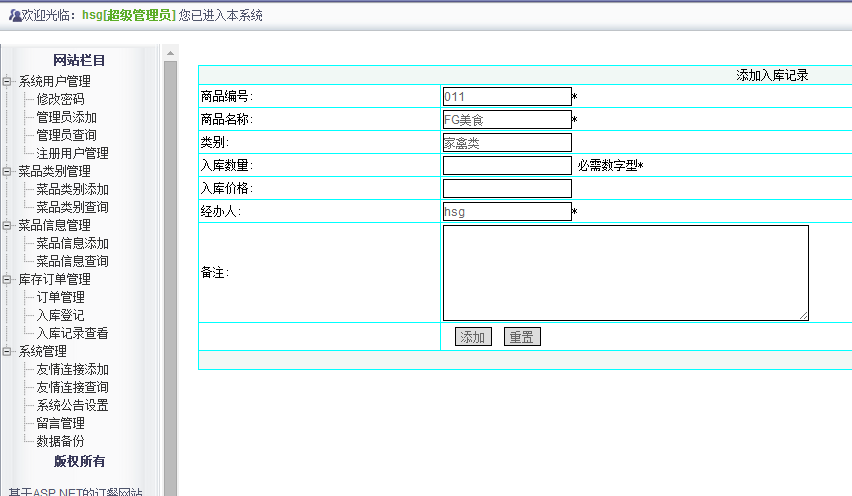 欢迎光临：hsg[超级管理员] 您已进入本系统
网站栏目
系统用户管理
修改密码
管理员添加
管理员查询
注册用户管理
菜品类别管理
菜品类别添加
菜品类别查询
菜品信息管理
菜品信息添加
菜品信息查询
库存订单管理
订单管理
入库登记
入库记录查看
系统管理
友情连接添加
友情连接查询
系统公告设置
留言管理
数据备份
版权所有
基于ASP.NET的订餐网站
添加入库记录
商品编号： 011*
商品名称： FG美食*
类别： 家禽类
入库数量： 必需数字型*
入库价格：
经办人： hsg*
备注：
添加 重置